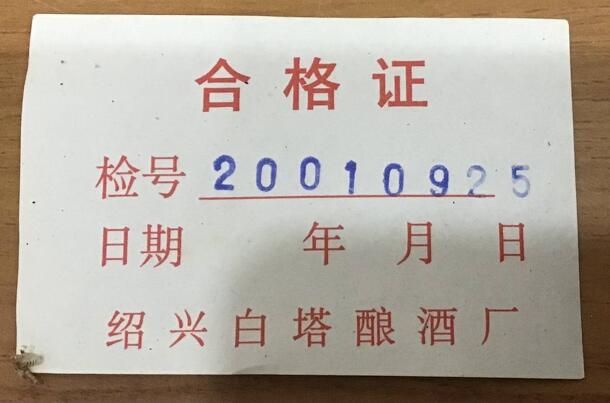 合格证
检号 20010925
日期 年 月 日
绍兴白塔酿酒厂